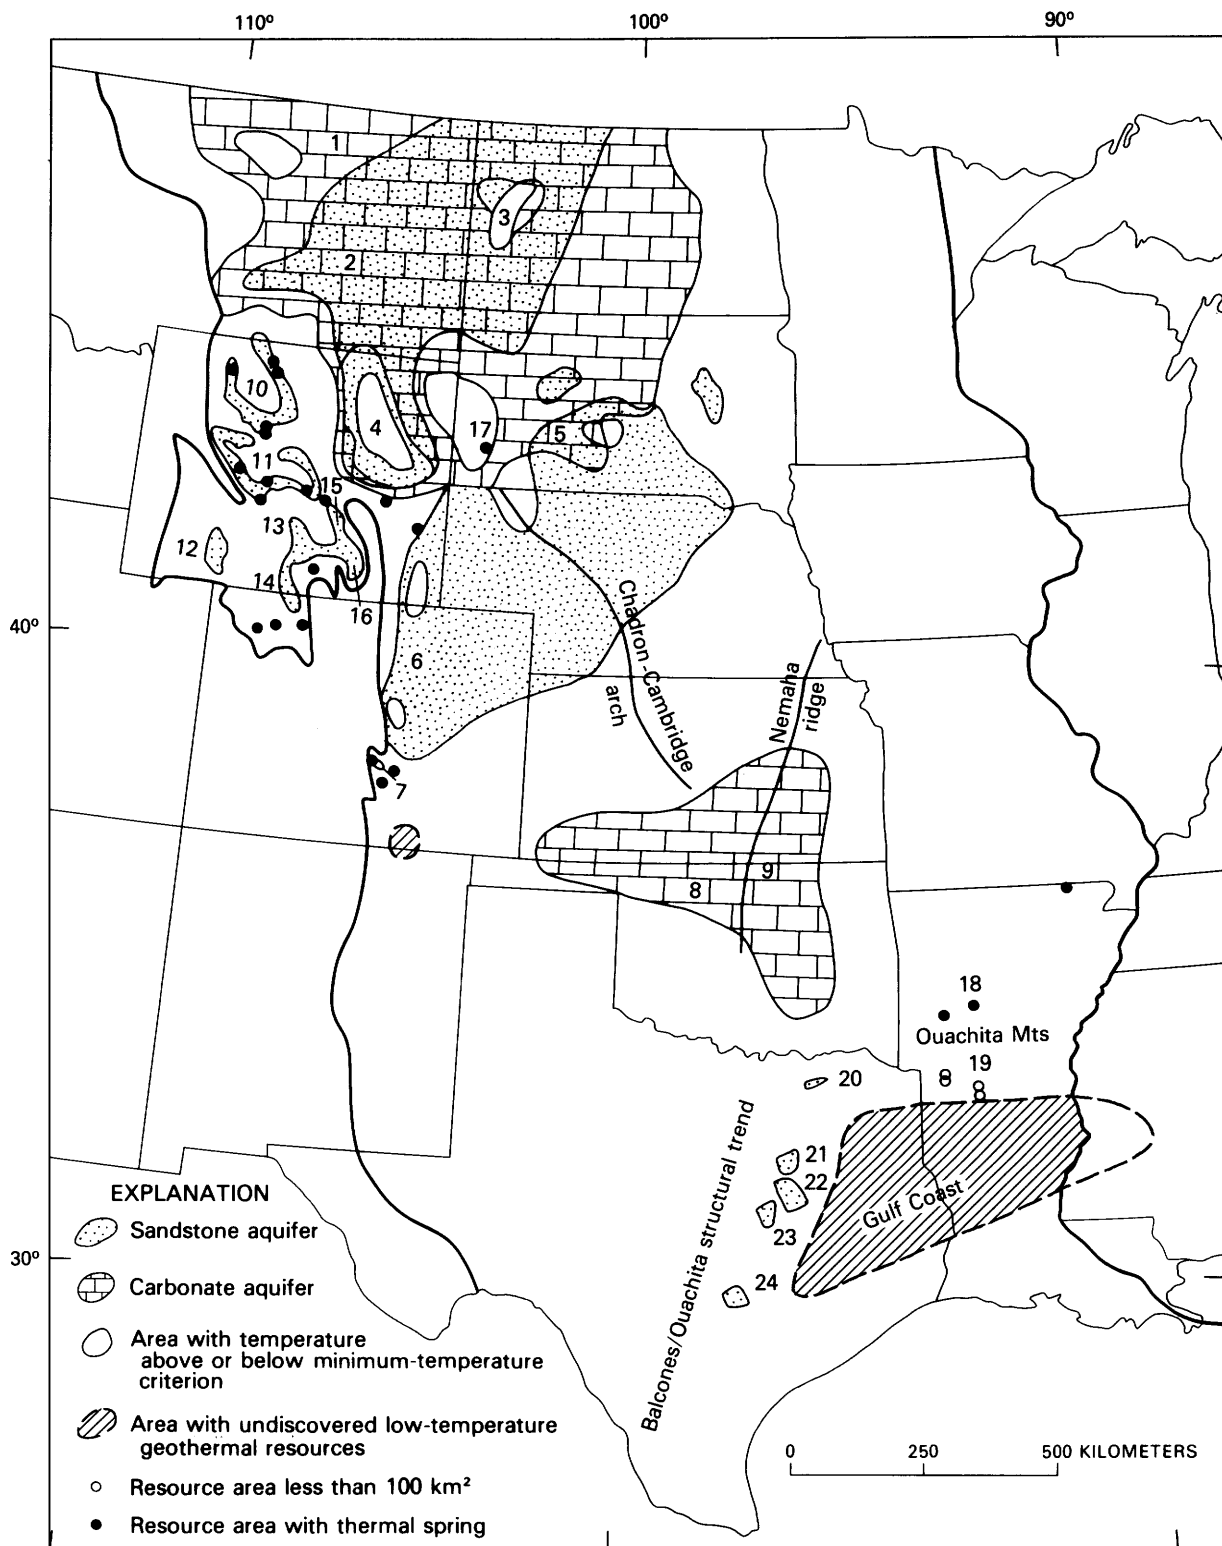 110° 100° 90°
1
3
2
10
4
17
5
11
15
13
12
14
16
40°
6
Chadron-Cambridge
arch
Nemaha
ridge
7
9
8
18
Ouachita Mts
19
20
Balcones/Ouachita structural trend
21
22
Gulf Coast
23
24
30°
EXPLANATION
Sandstone aquifer
Carbonate aquifer
Area with temperature
above or below minimum-temperature
criterion
Area with undiscovered low-temperature
geothermal resources
Resource area less than 100 km²
Resource area with thermal spring
0 250 500 KILOMETERS